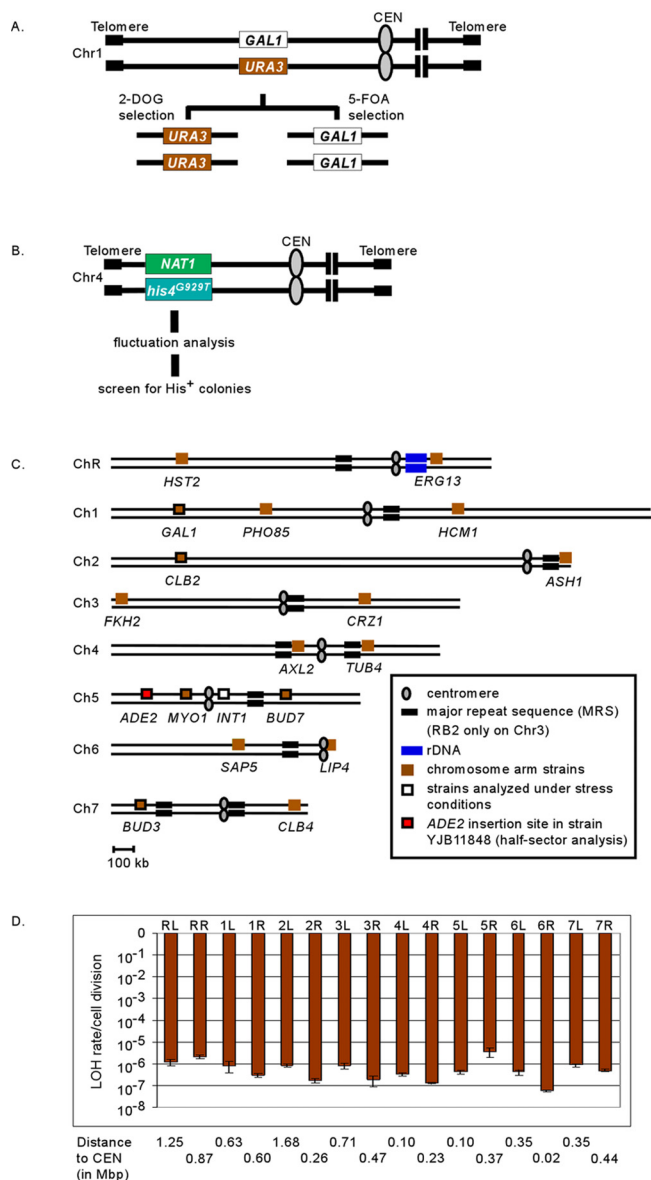 A.
Telomere
GAL1
CEN
Telomere
Chr1
URA3
2-DOG
selection
5-FOA
selection
URA3
GAL1
URA3
GAL1
B.
CEN
Telomere
NAT1
Telomere
Chr4
his4G929T
fluctuation analysis
screen for His+ colonies
C.
ChR
HST2
ERG13
Ch1
GAL1
PHO85
HCM1
Ch2
CLB2
ASH1
Ch3
FKH2
CRZ1
Ch4
AXL2
TUB4
Ch5
ADE2
MYO1
INT1
BUD7
Ch6
SAP5
LIP4
Ch7
BUD3
CLB4
100 kb
centromere
major repeat sequence (MRS)
(RB2 only on Chr3)
rDNA
chromosome arm strains
strains analyzed under stress
conditions
ADE2 insertion site in strain
YJB11848 (half-sector analysis)
D.
RL RR 1L 1R 2L 2R 3L 3R 4L 4R 5L 5R 6L 6R 7L 7R
0
10-1
10-2
10-3
10-4
10-5
10-6
10-7
10-8
LOH rate/cell division
Distance
to CEN
(in Mbp)
1.25 0.63 1.68 0.71 0.10 0.10 0.35 0.35
0.87 0.60 0.26 0.47 0.23 0.37 0.02 0.44